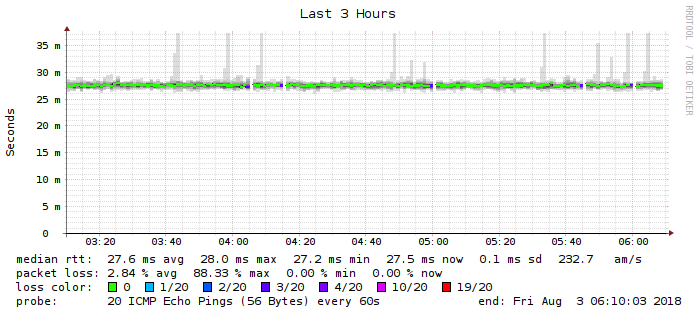 Last 3 Hours
RRDTOOL / TOBI OETIKER
Seconds
35 m
30 m
25 m
20 m
15 m
10 m
5 m
0
03:20 03:40 04:00 04:20 04:40 05:00 05:20 05:40 06:00
median rtt: 27.6 ms avg 28.0 ms max 27.2 ms min 27.5 ms now 0.1 ms sd 232.7 am/s
packet loss: 2.84 % avg 88.33 % max 0.00 % min 0.00 % now
loss color: 0 1/20 2/20 3/20 4/20 10/20 19/20
probe: 20 ICMP Echo Pings (56 Bytes) every 60s end: Fri Aug 3 06:10:03 2018